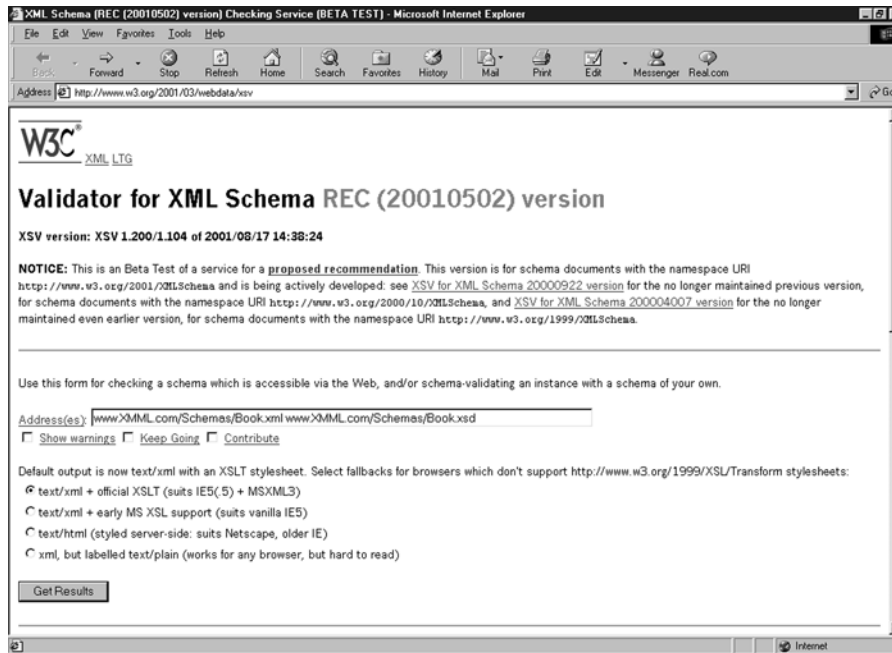 XML Schema (REC (20010502) version) Checking Service (BETA TEST) - Microsoft Internet Explorer
File Edit View Favorites Tools Help
Back Forward Stop Refresh Home Search Favorites History Mail Print Edit Messenger Real.com
Address http://www.w3.org/2001/03/webdata/xsv Go
W3C®
XML LTG
Validator for XML Schema REC (20010502) version
XSV version: XSV 1.200/1.104 of 2001/08/17 14:38:24
NOTICE: This is an Beta Test of a service for a proposed recommendation. This version is for schema documents with the namespace URI
http://www.w3.org/2001/XMLSchema and is being actively developed: see XSV for XML Schema 20000922 version for the no longer maintained previous version,
for schema documents with the namespace URI http://www.w3.org/2000/10/XMLSchema, and XSV for XML Schema 200004007 version for the no longer
maintained even earlier version, for schema documents with the namespace URI http://www.w3.org/1999/XMLSchema.
Use this form for checking a schema which is accessible via the Web, and/or schema-validating an instance with a schema of your own.
Address(es): www.XMML.com/Schemas/Book.xml www.XMML.com/Schemas/Book.xsd
Show warnings Keep Going Contribute
Default output is now text/xml with an XSLT stylesheet. Select fallbacks for browsers which don't support http://www.w3.org/1999/XSL/Transform stylesheets:
text/xml + official XSLT (suits IE5(.5) + MSXML3)
text/xml + early MS XSL support (suits vanilla IE5)
text/html (styled server-side: suits Netscape, older IE)
xml, but labelled text/plain (works for any browser, but hard to read)
Get Results
Internet